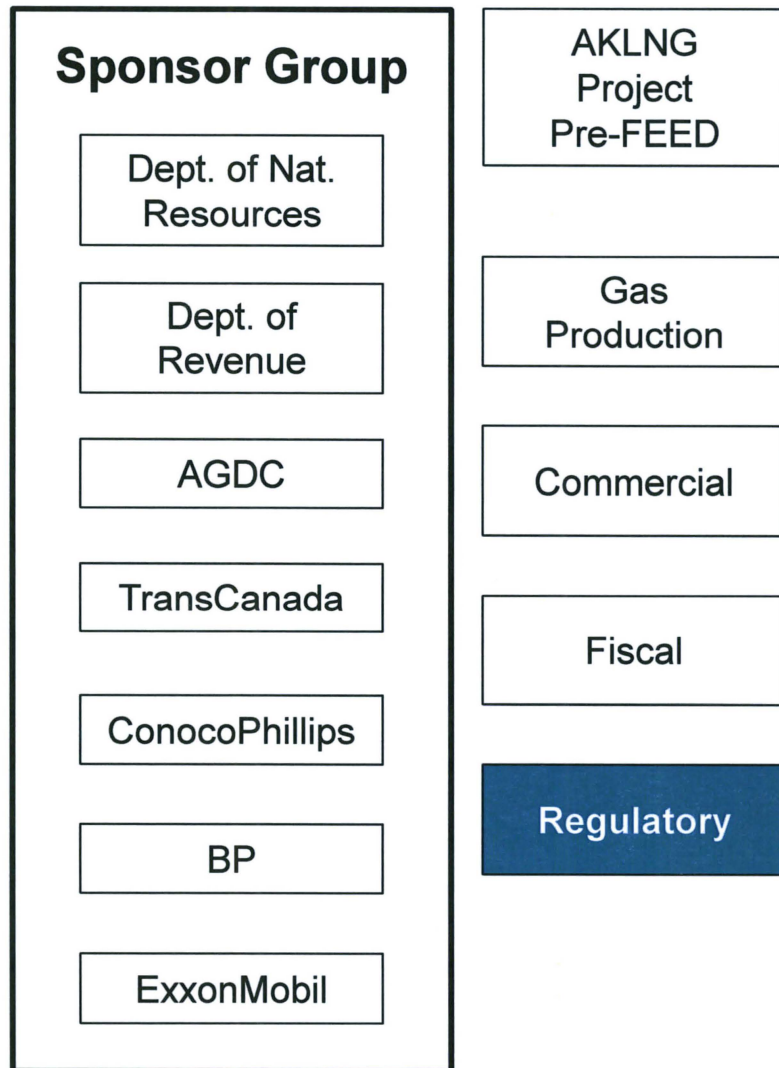 Sponsor Group
Dept. of Nat.
Resources
Dept. of
Revenue
AGDC
TransCanada
ConocoPhillips
BP
ExxonMobil
AKLNG
Project
Pre-FEED
Gas
Production
Commercial
Fiscal
Regulatory